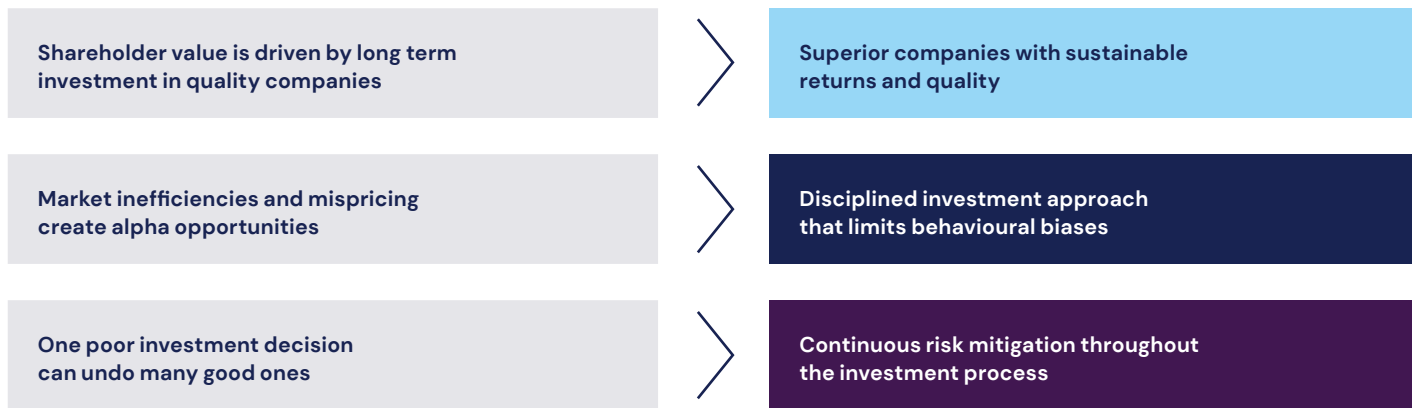 Shareholder value is driven by long term
investment in quality companies
Superior companies with sustainable
returns and quality
Market inefficiencies and mispricing
create alpha opportunities
Disciplined investment approach
that limits behavioural biases
One poor investment decision
can undo many good ones
Continuous risk mitigation throughout
the investment process